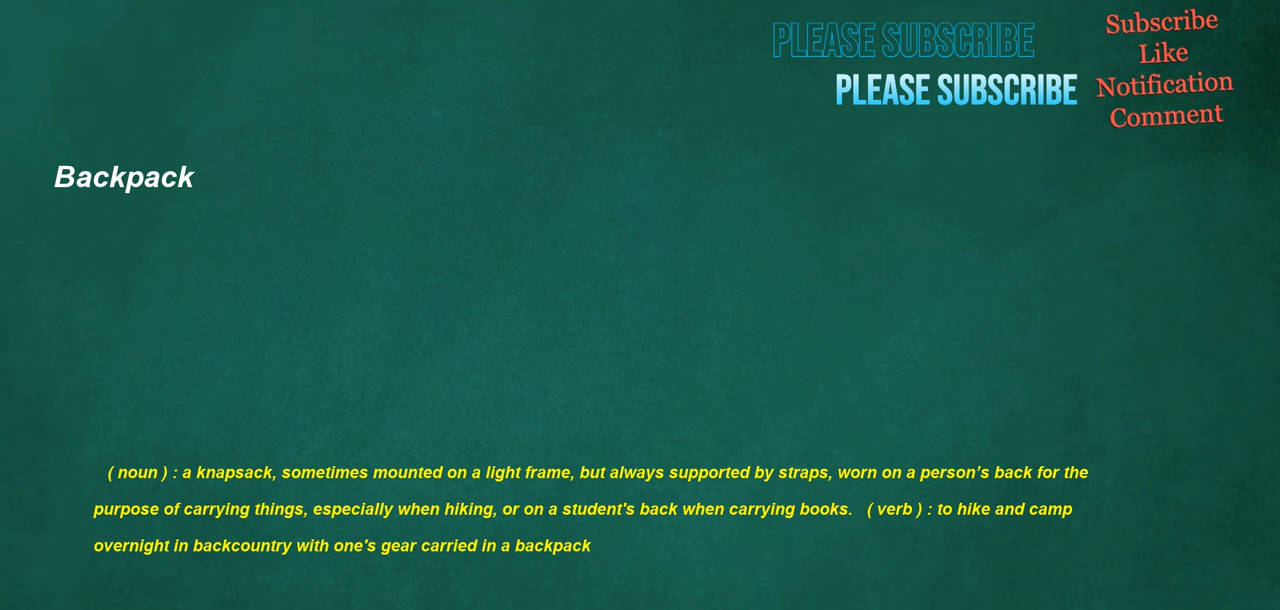 PLEASE SUBSCRIBE
PLEASE SUBSCRIBE
Subscribe
Like
Notification
Comment
Backpack
( noun ) : a knapsack, sometimes mounted on a light frame, but always supported by straps, worn on a person’s back for the
purpose of carrying things, especially when hiking, or on a student's back when carrying books. ( verb ) : to hike and camp
overnight in backcountry with one's gear carried in a backpack